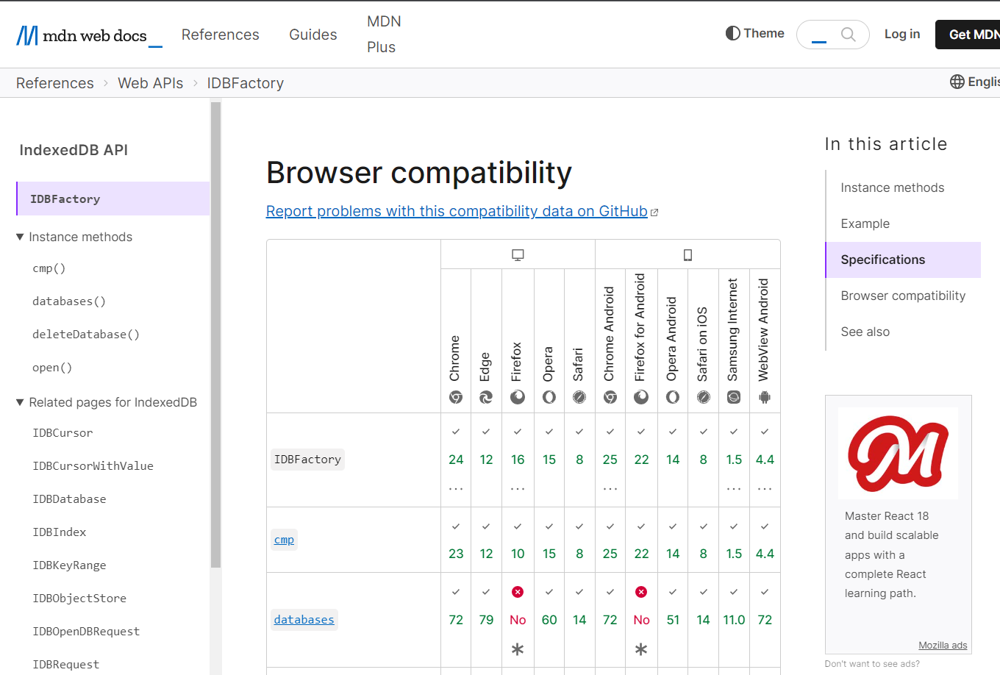 mdn web docs_
References
Guides
MDN
Plus
Theme
Log in
Get MDN
References
Web APIs
IDBFactory
Englis
IndexedDB API
IDBFactory
Instance methods
cmp()
databases()
deleteDatabase()
open()
Related pages for IndexedDB
IDBCursor
IDBCursorWithValue
IDBDatabase
IDBIndex
IDBKeyRange
IDBObjectStore
IDBOpenDBRequest
IDBRequest
Browser compatibility
Report problems with this compatibility data on GitHub
Chrome
Edge
Firefox
Opera
Safari
Chrome Android
Firefox for Android
Opera Android
Safari on iOS
Samsung Internet
WebView Android
IDBFactory
✓ ✓ ✓ ✓ ✓ ✓ ✓ ✓ ✓ ✓ ✓
24 12 16 15 8 25 22 14 8 1.5 4.4
... ... ... ... ...
cmp
✓ ✓ ✓ ✓ ✓ ✓ ✓ ✓ ✓ ✓ ✓
23 12 10 15 8 25 22 14 8 1.5 4.4
databases
✓ ✓ ✓ ✓ ✓ ✓ ✓ ✓ ✓
72 79 No 60 14 72 No 51 14 11.0 72
* *
In this article
Instance methods
Example
Specifications
Browser compatibility
See also
M
Master React 18
and build scalable
apps with a
complete React
learning path.
Mozilla ads
Don't want to see ads?